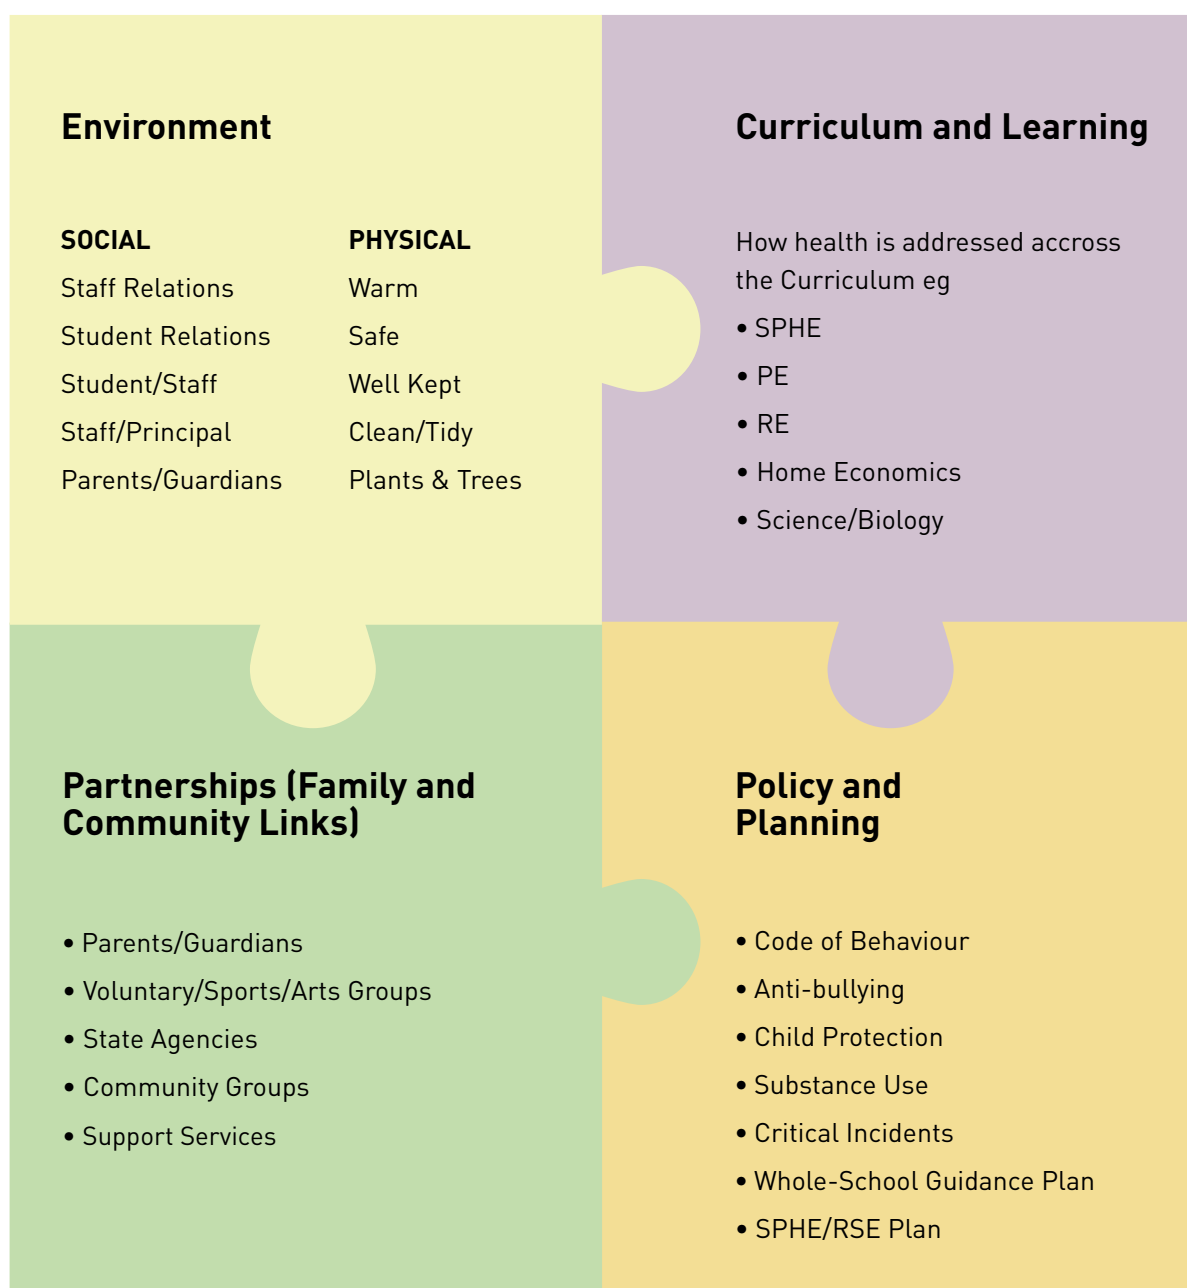 Environment
SOCIAL
Staff Relations
Student Relations
Student/Staff
Staff/Principal
Parents/Guardians
PHYSICAL
Warm
Safe
Well Kept
Clean/Tidy
Plants & Trees
Curriculum and Learning
How health is addressed accross
the Curriculum eg
• SPHE
• PE
• RE
• Home Economics
• Science/Biology
Partnerships (Family and
Community Links)
• Parents/Guardians
• Voluntary/Sports/Arts Groups
• State Agencies
• Community Groups
• Support Services
Policy and
Planning
• Code of Behaviour
• Anti-bullying
• Child Protection
• Substance Use
• Critical Incidents
• Whole-School Guidance Plan
• SPHE/RSE Plan